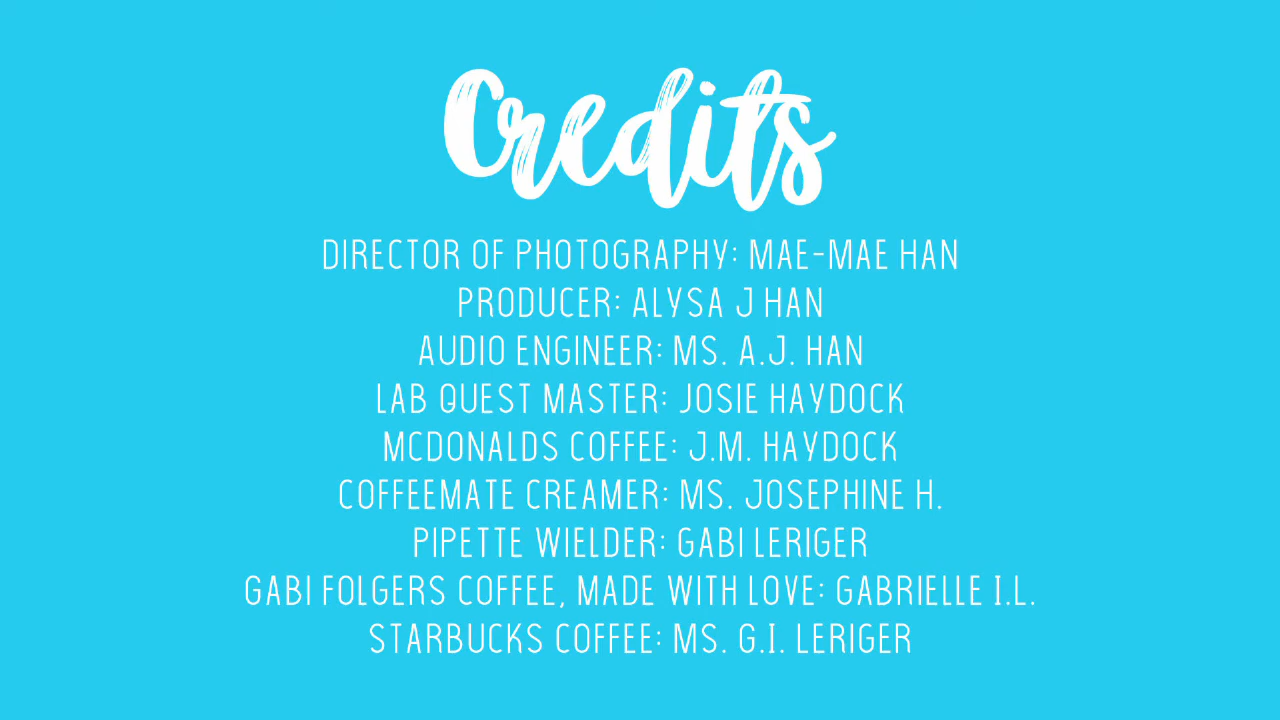 Credits
DIRECTOR OF PHOTOGRAPHY: MAE-MAE HAN
PRODUCER: ALYSA J HAN
AUDIO ENGINEER: MS. A.J. HAN
LAB QUEST MASTER: JOSIE HAYDOCK
MCDONALDS COFFEE: J.M. HAYDOCK
COFFEEMATE CREAMER: MS. JOSEPHINE H.
PIPETTE WIELDER: GABI LERIGER
GABI FOLGERS COFFEE, MADE WITH LOVE: GABRIELLE I.L.
STARBUCKS COFFEE: MS. G.I. LERIGER